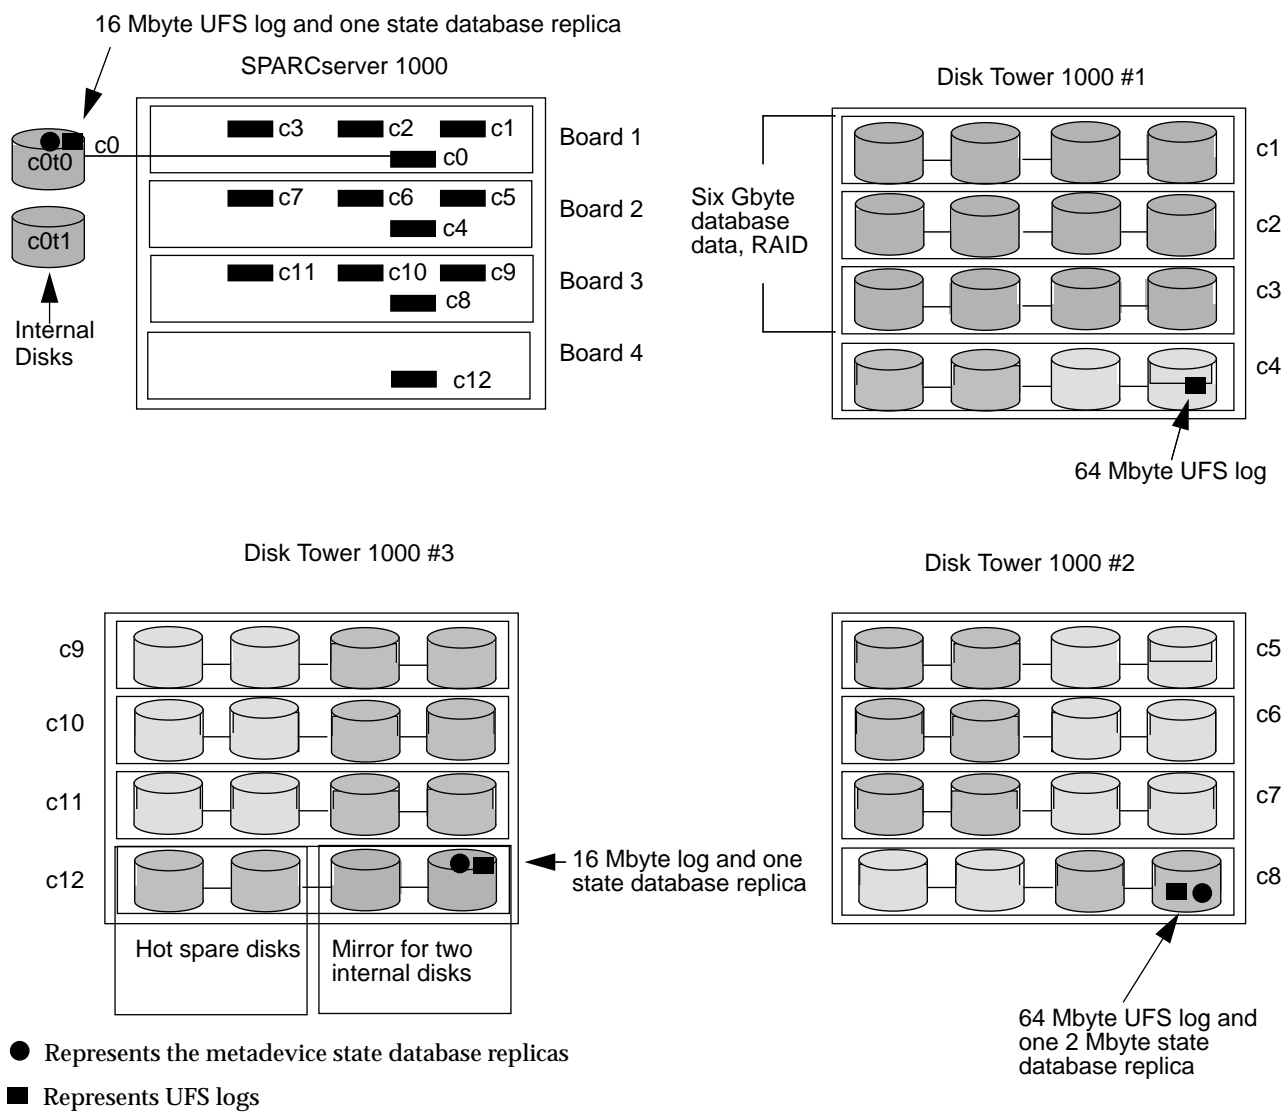 16 Mbyte UFS log and one state database replica
SPARCserver 1000
c0t0
c0
c0t1
Internal
Disks
c3 c2 c1
c0
Board 1
c7 c6 c5
c4
Board 2
c11 c10 c9
c8
Board 3
c12
Board 4
Disk Tower 1000 #1
Six Gbyte
database
data, RAID
c1
c2
c3
c4
64 Mbyte UFS log
Disk Tower 1000 #3
c9
c10
c11
c12
16 Mbyte log and one
state database replica
Hot spare disks
Mirror for two
internal disks
Disk Tower 1000 #2
c5
c6
c7
c8
64 Mbyte UFS log and
one 2 Mbyte state
database replica
Represents the metadevice state database replicas
Represents UFS logs